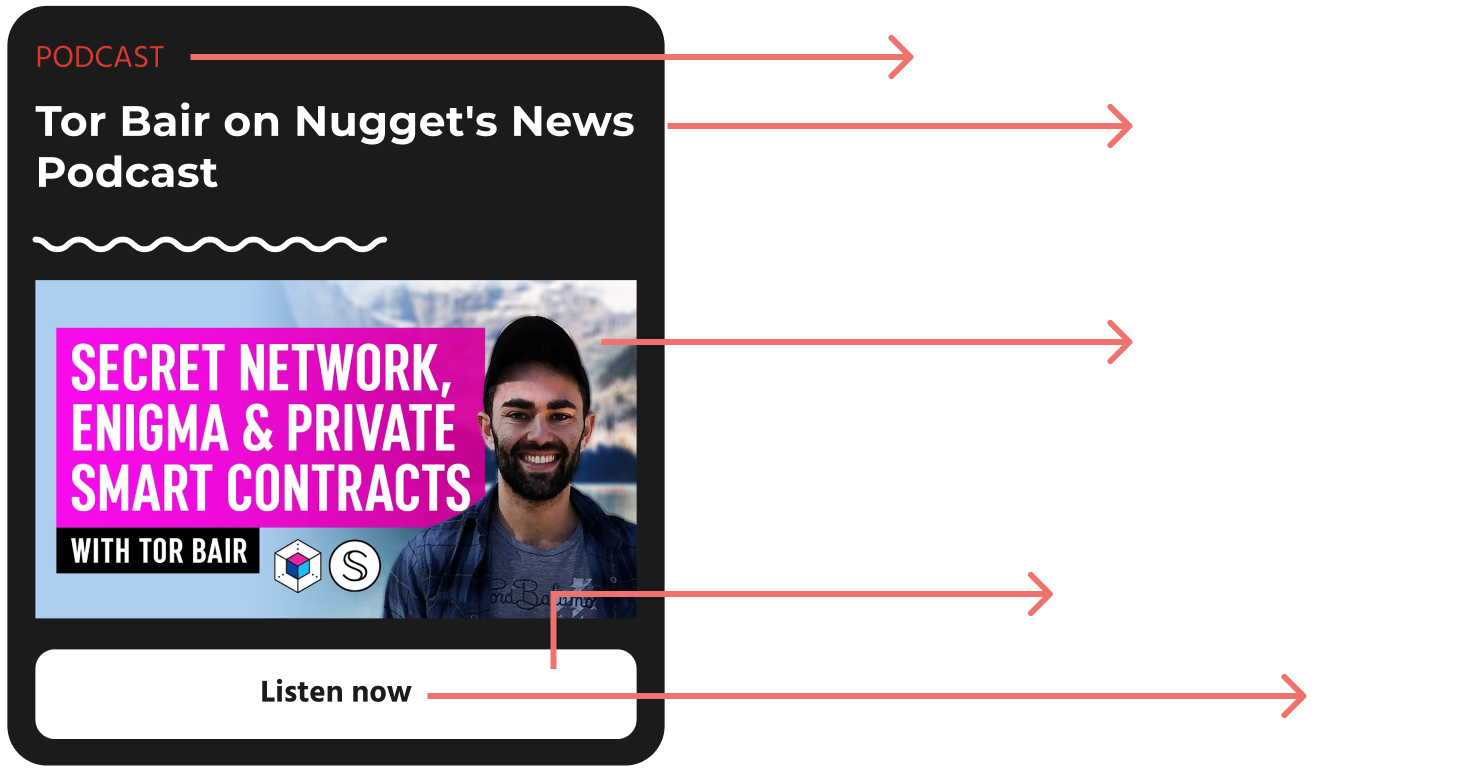 PODCAST
Tor Bair on Nugget's News
Podcast
SECRET NETWORK,
ENIGMA & PRIVATE
SMART CONTRACTS
WITH TOR BAIR
S
Listen now